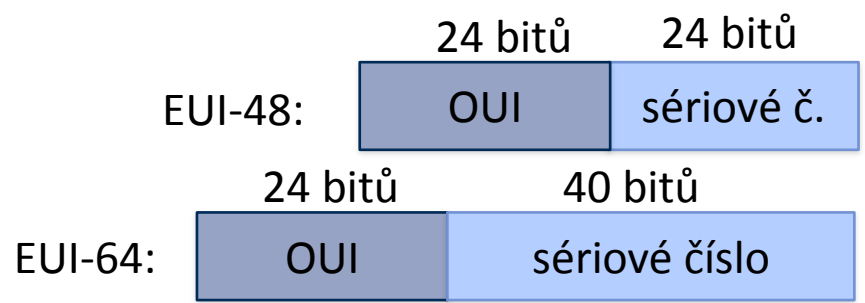 24 bitů 24 bitů
EUI-48: OUI sériové č.
24 bitů 40 bitů
EUI-64: OUI sériové číslo